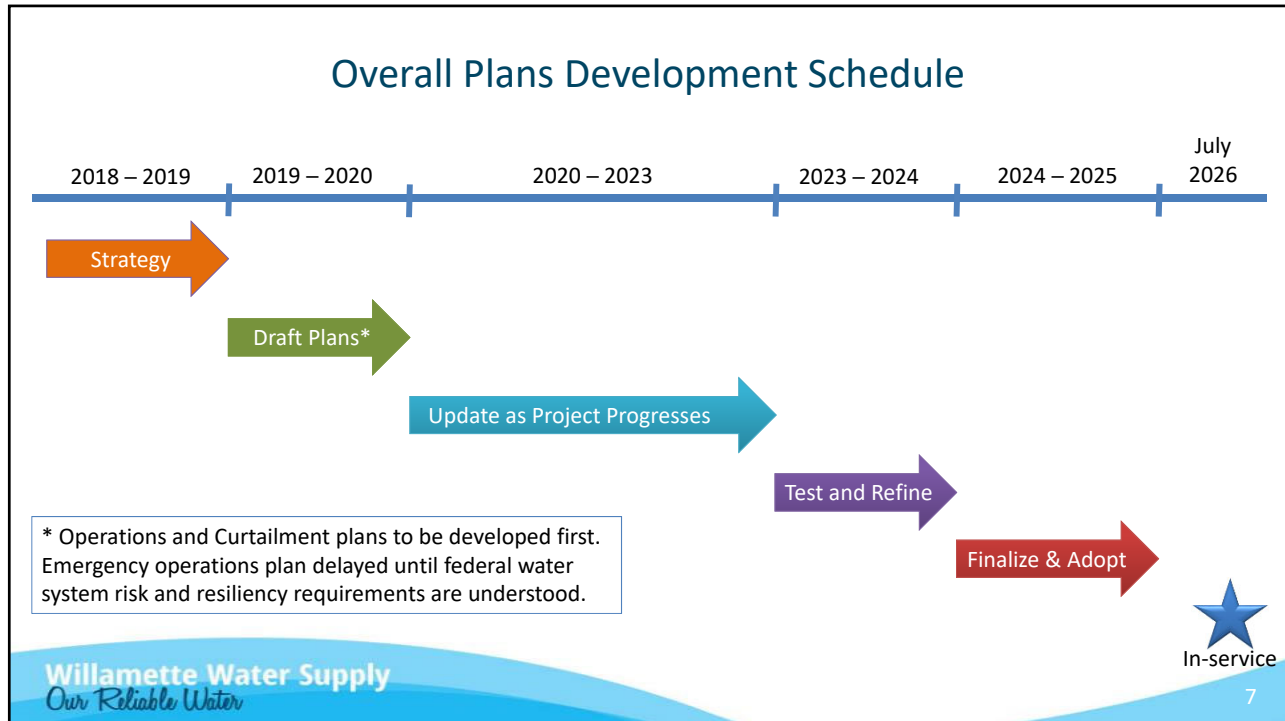 Overall Plans Development Schedule
2018 – 2019
2019 – 2020
2020 – 2023
2023 – 2024
2024 – 2025
July
2026
Strategy
Draft Plans*
Update as Project Progresses
Test and Refine
Finalize & Adopt
* Operations and Curtailment plans to be developed first.
Emergency operations plan delayed until federal water
system risk and resiliency requirements are understood.
In-service
Willamette Water Supply
Our Reliable Water
7